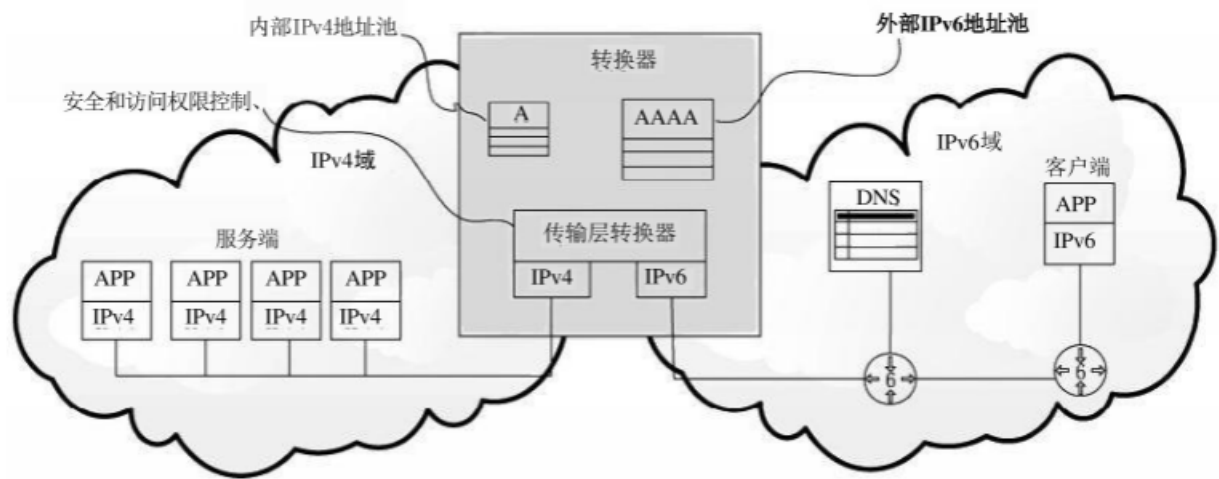 内部IPv4地址池
转换器
外部IPv6地址池
安全和访问权限控制、
A
AAAA
IPv4域
IPv6域
客户端
DNS
APP
IPv6
服务端
传输层转换器
IPv4
IPv6
APP
APP
APP
APP
IPv4
IPv4
IPv4
IPv4
6
6